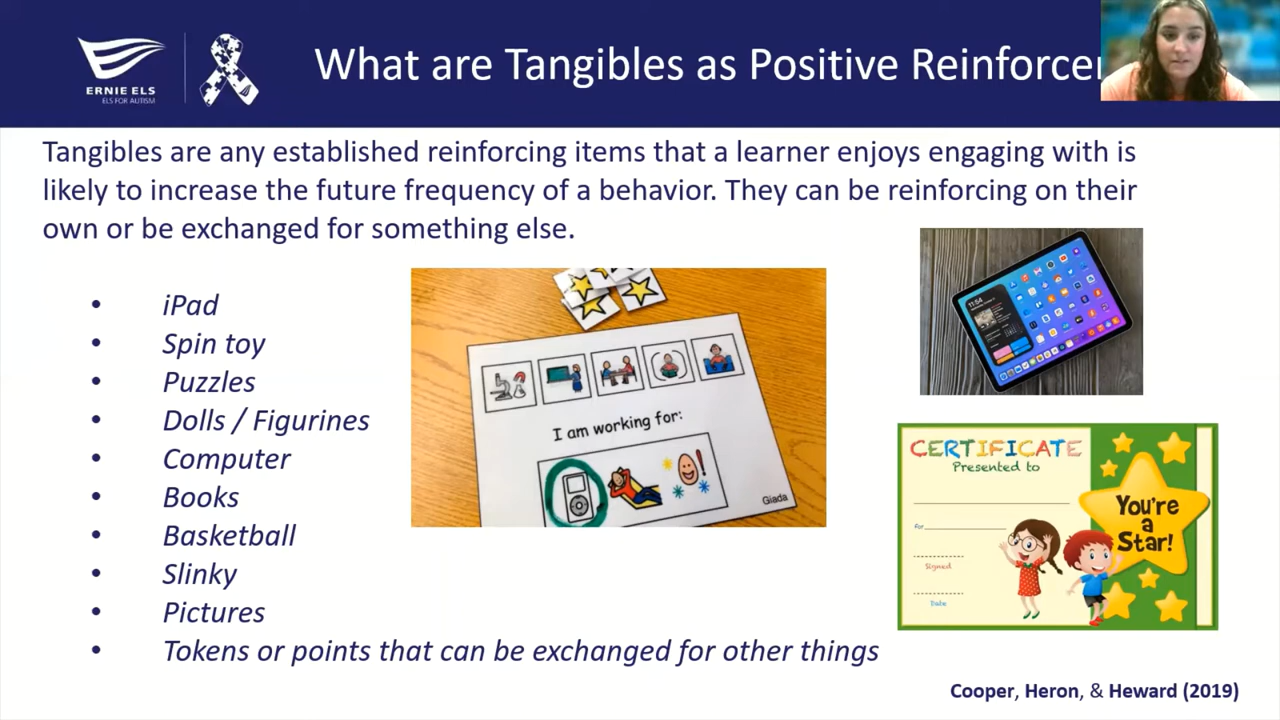 ERNIE ELS
ELS FOR AUTISM
What are Tangibles as Positive Reinforcer
Tangibles are any established reinforcing items that a learner enjoys engaging with is
likely to increase the future frequency of a behavior. They can be reinforcing on their
own or be exchanged for something else.
• iPad
• Spin toy
• Puzzles
• Dolls / Figurines
• Computer
• Books
• Basketball
• Slinky
• Pictures
• Tokens or points that can be exchanged for other things
I am working for:
Giada
11:54
CERTIFICATE
Presented to
for
Signed
Date
You're
a
Star!
Cooper, Heron, & Heward (2019)